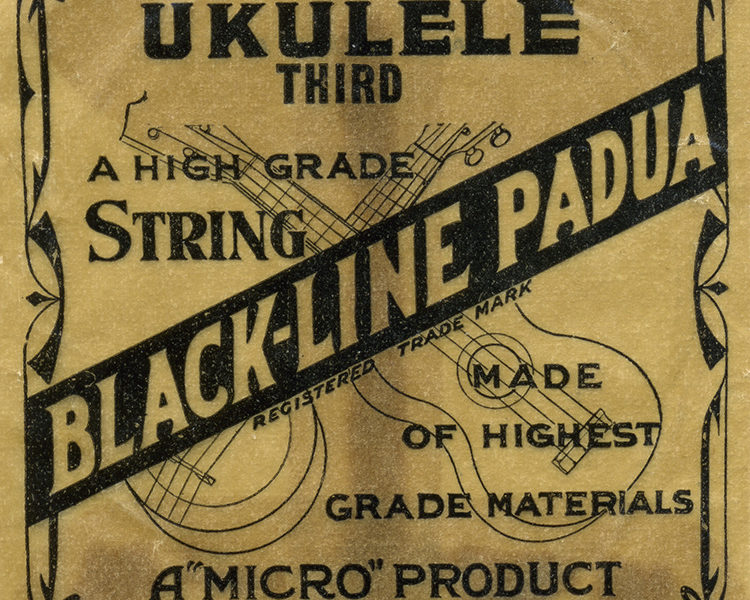 UKULELE
THIRD
A HIGH GRADE
STRING
BLACK-LINE PADUA
REGISTERED TRADE MARK
MADE
OF HIGHEST
GRADE MATERIALS
A "MICRO" PRODUCT